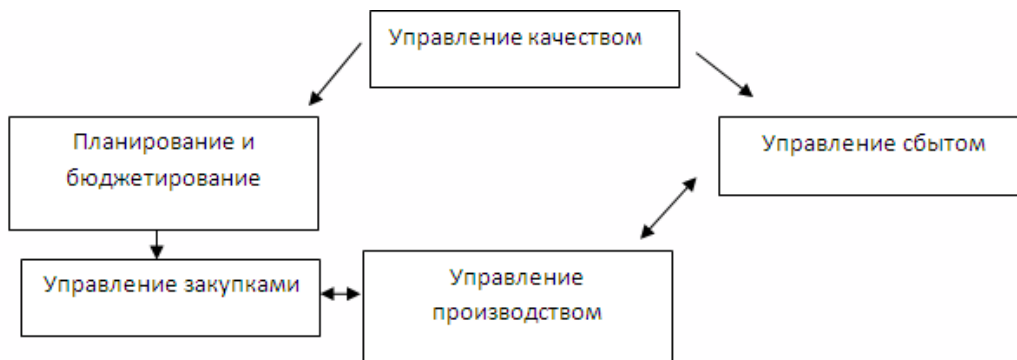 Управление качеством
Планирование и
бюджетирование
Управление сбытом
Управление закупками
Управление
производством